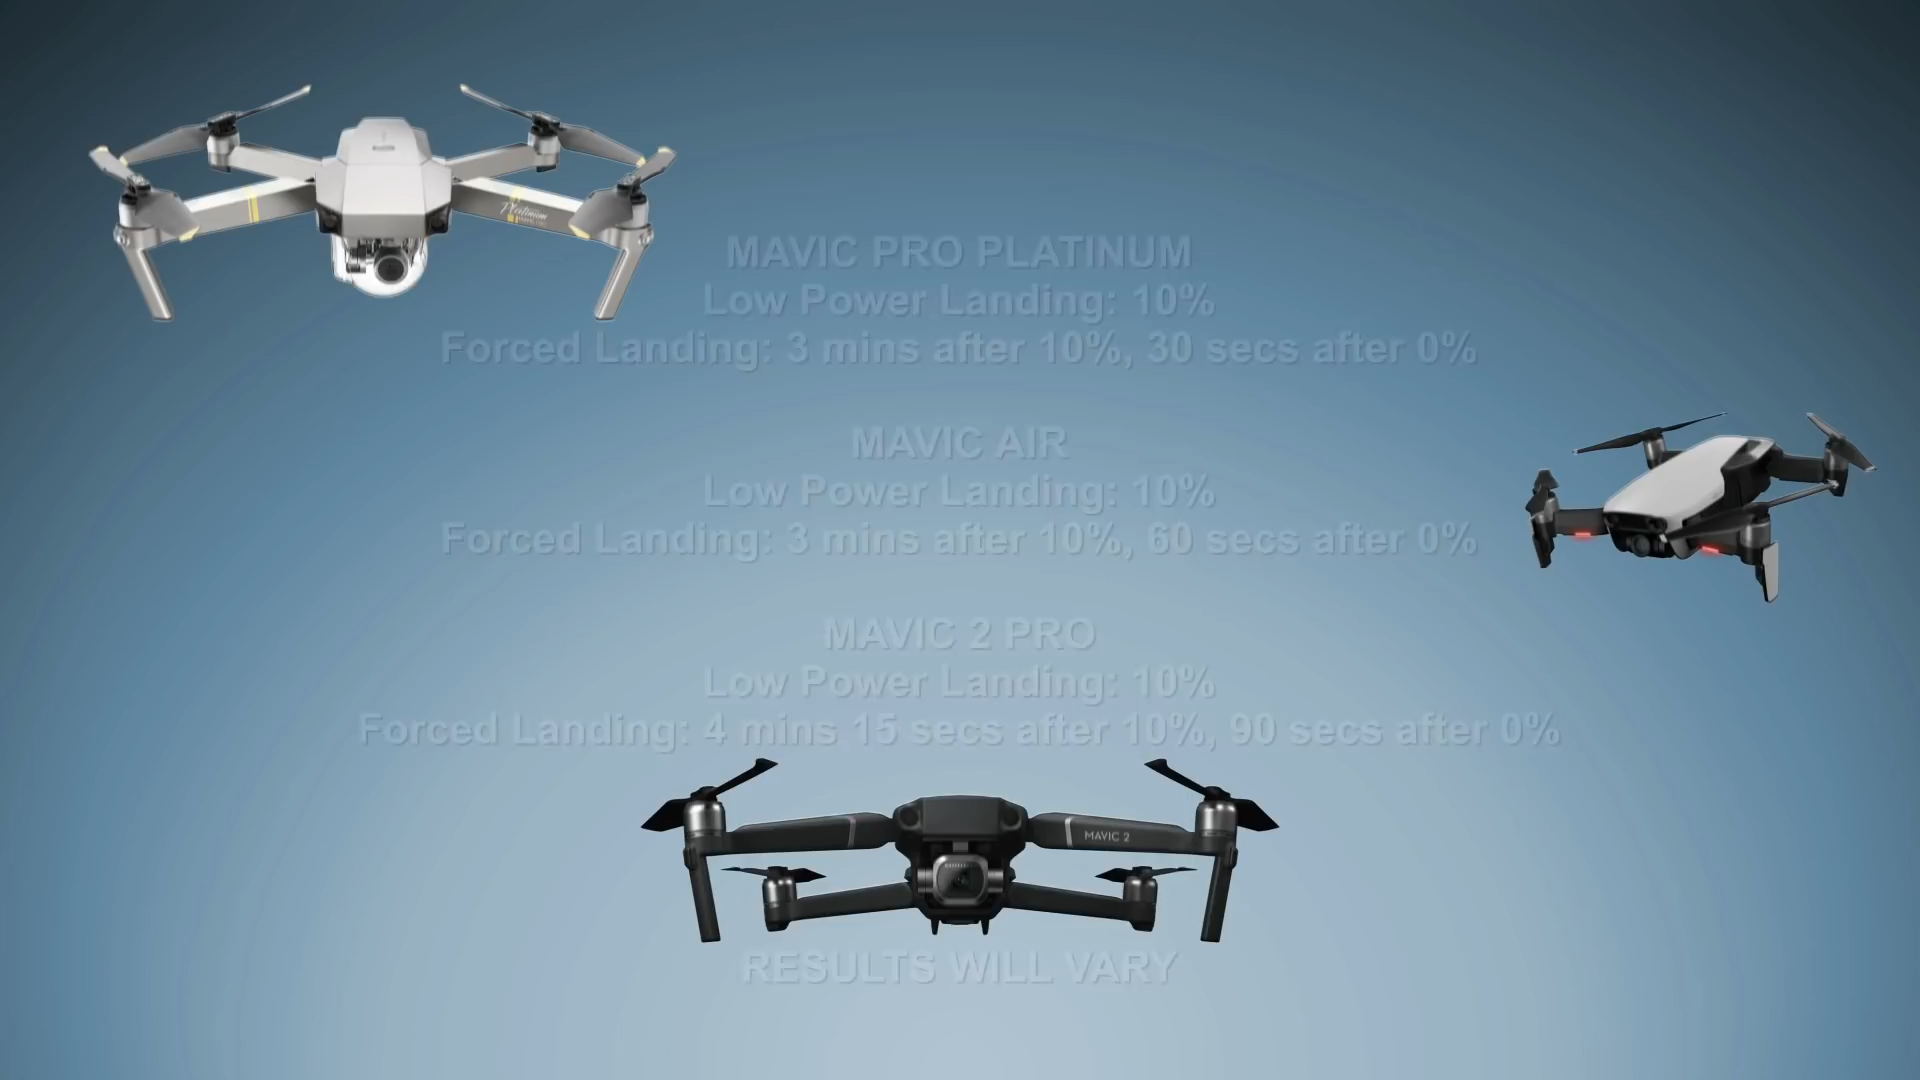 Platinum
MAVIC PRO PLATINUM
Low Power Landing: 10%
Forced Landing: 3 mins after 10%, 30 secs after 0%
MAVIC AIR
Low Power Landing: 10%
Forced Landing: 3 mins after 10%, 60 secs after 0%
MAVIC 2 PRO
Low Power Landing: 10%
Forced Landing: 4 mins 15 secs after 10%, 90 secs after 0%
MAVIC 2
RESULTS WILL VARY